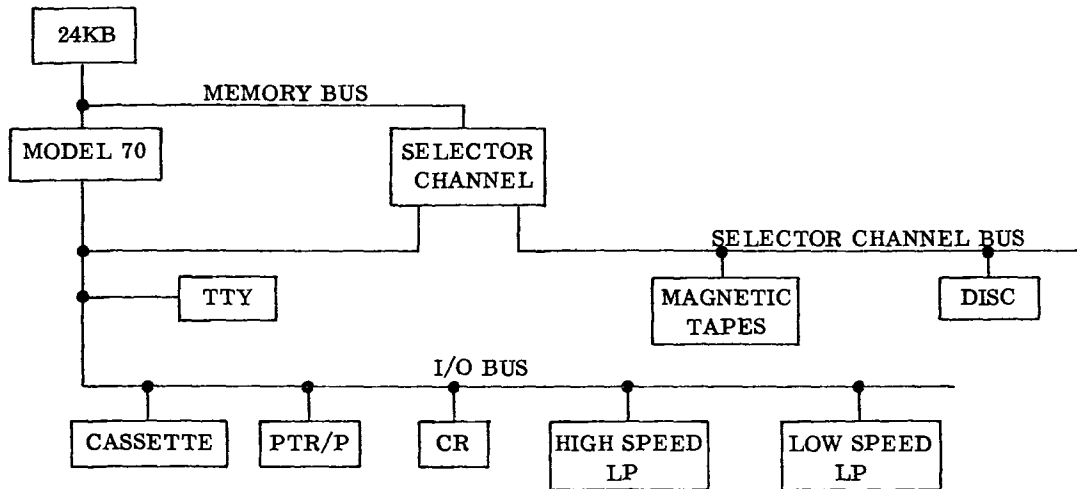 24KB
MEMORY BUS
MODEL 70
SELECTOR
CHANNEL
SELECTOR CHANNEL BUS
TTY
MAGNETIC
TAPES
DISC
I/O BUS
CASSETTE
PTR/P
CR
HIGH SPEED
LP
LOW SPEED
LP